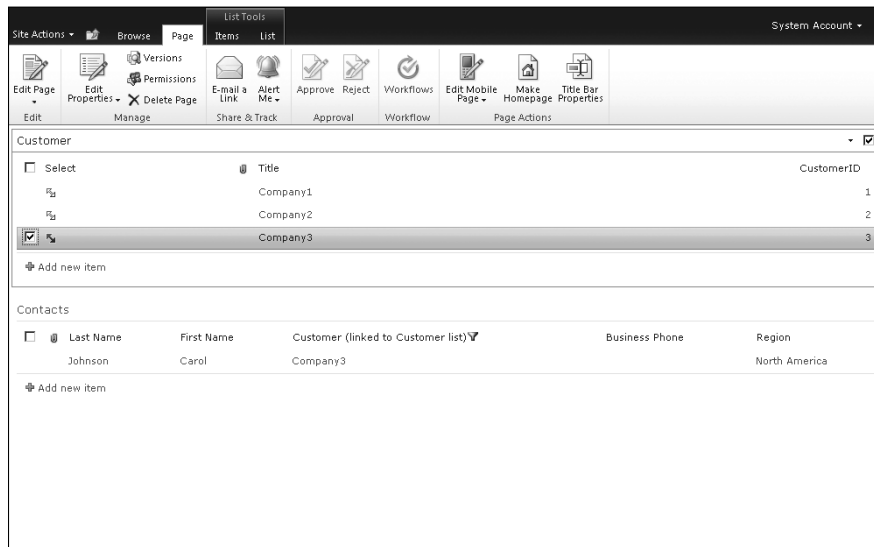 List Tools
Site Actions Browse Page Items List System Account
Edit Page
Edit Properties
Versions
Permissions
Delete Page
E-mail a Link
Alert Me
Approve Reject
Workflows
Edit Mobile Page
Make Homepage
Title Bar Properties
Edit Manage Share & Track Approval Workflow Page Actions
Customer
Select Title CustomerID
Company1 1
Company2 2
Company3 3
Add new item
Contacts
Last Name First Name Customer (linked to Customer list) Business Phone Region
Johnson Carol Company3 North America
Add new item